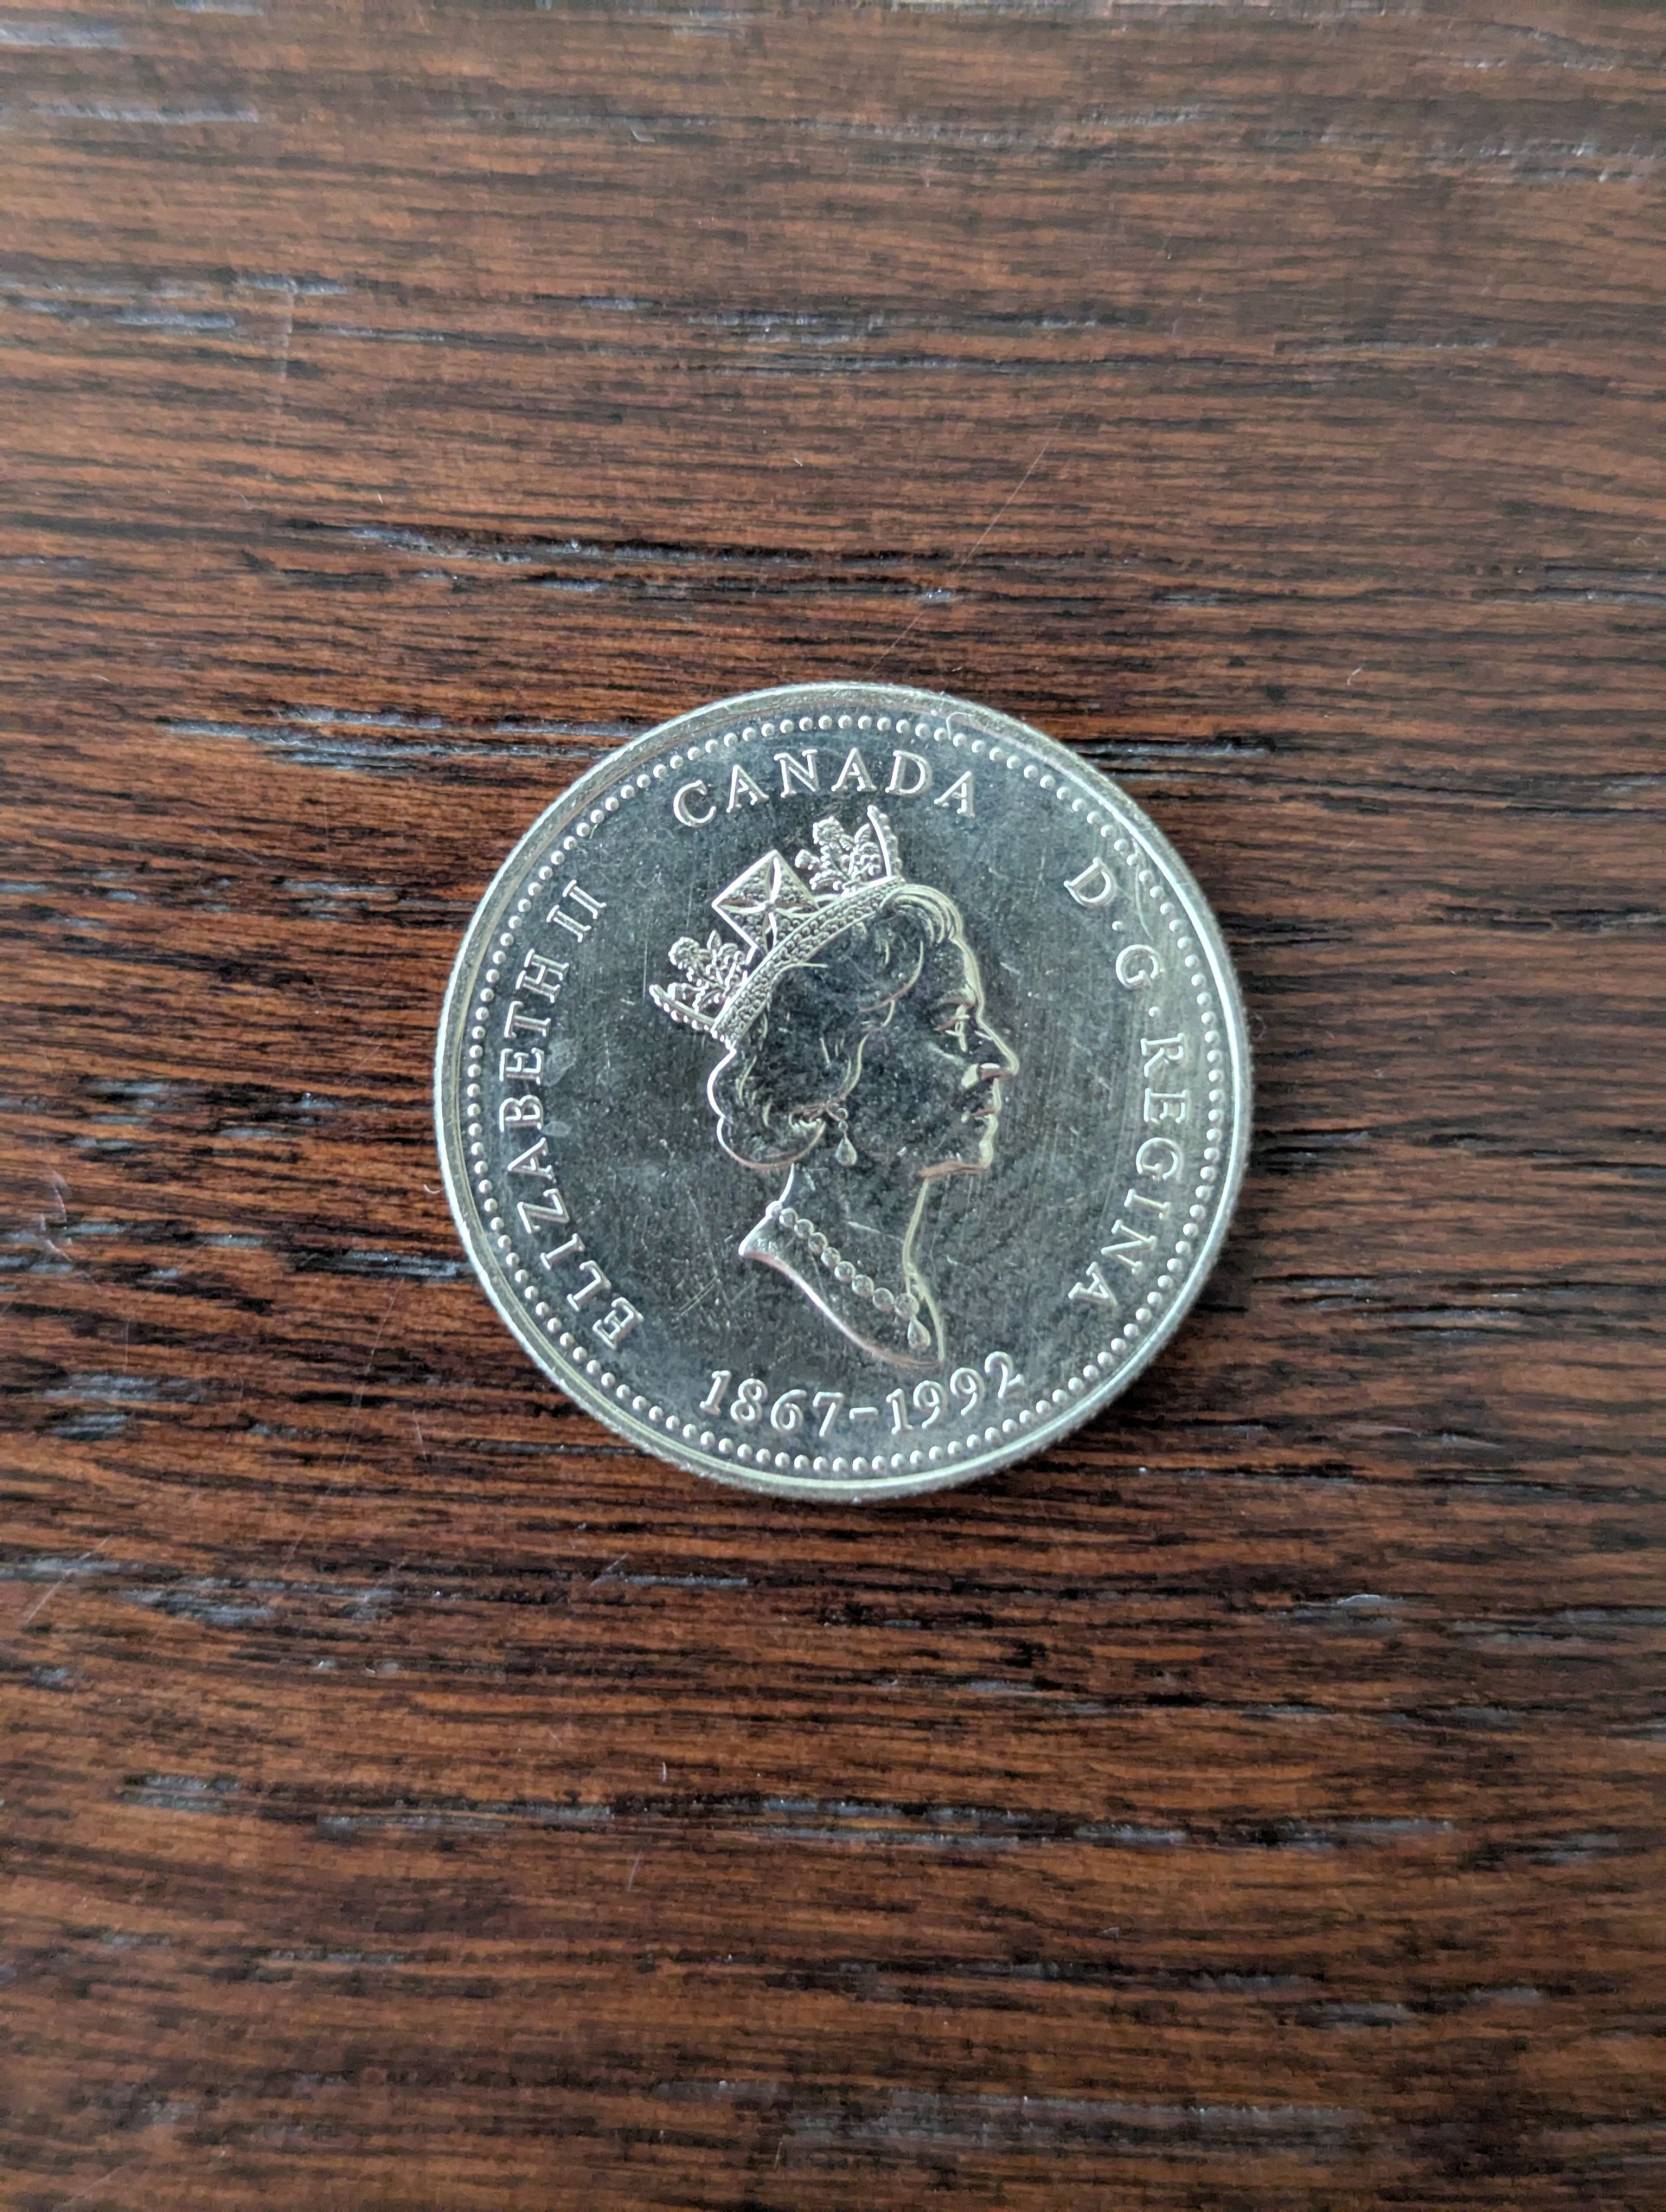 CANADA
ELIZABETH II
D.G. REGINA
1867-1992